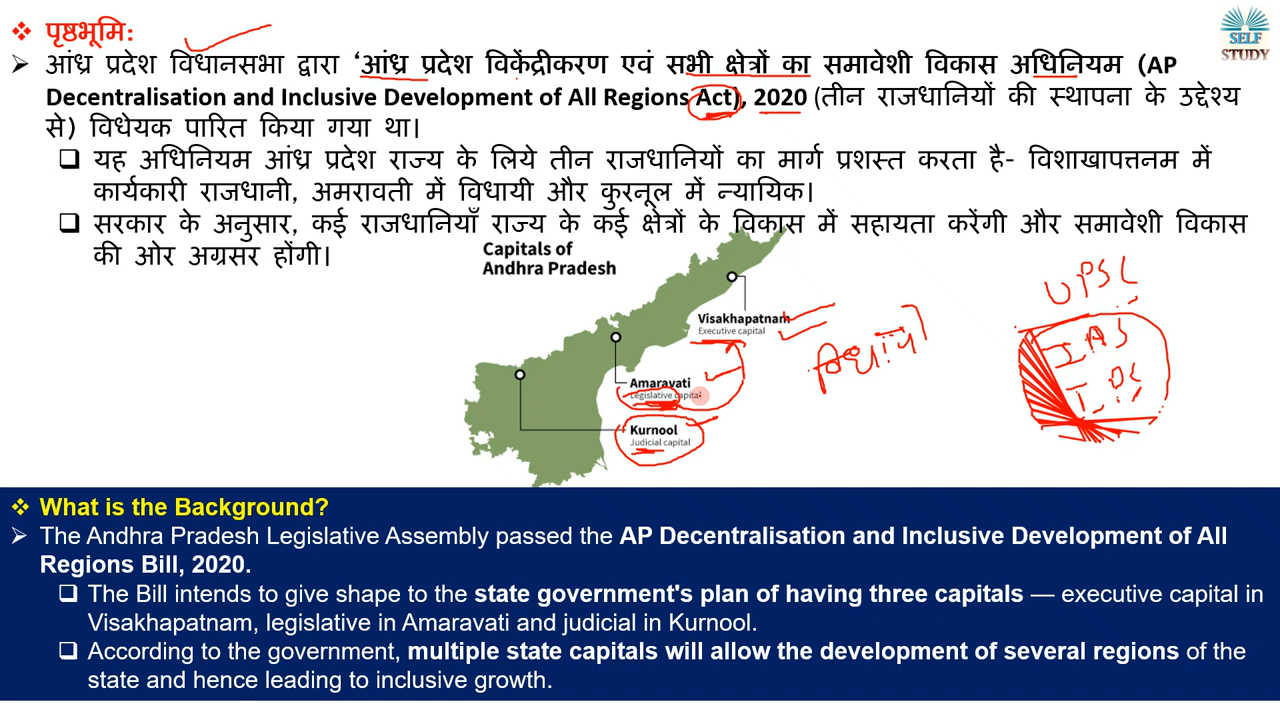 ❖ पृष्ठभूमि:
SELF
STUDY
➢ आंध्र प्रदेश विधानसभा द्वारा ‘आंध्र प्रदेश विकेंद्रीकरण एवं सभी क्षेत्रों का समावेशी विकास अधिनियम (AP
Decentralisation and Inclusive Development of All Regions Act), 2020 (तीन राजधानियों की स्थापना के उद्देश्य
से) विधेयक पारित किया गया था।
❑ यह अधिनियम आंध्र प्रदेश राज्य के लिये तीन राजधानियों का मार्ग प्रशस्त करता है- विशाखापत्तनम में
कार्यकारी राजधानी, अमरावती में विधायी और कुरनूल में न्यायिक।
❑ सरकार के अनुसार, कई राजधानियाँ राज्य के कई क्षेत्रों के विकास में सहायता करेंगी और समावेशी विकास
की ओर अग्रसर होंगी।
Capitals of
Andhra Pradesh
Visakhapatnam
Executive capital
Amaravati
Legislative capital
Kurnool
Judicial capital
विधायी
UPSC
IAS
❖ What is the Background?
➢ The Andhra Pradesh Legislative Assembly passed the AP Decentralisation and Inclusive Development of All
Regions Bill, 2020.
❑ The Bill intends to give shape to the state government's plan of having three capitals — executive capital in
Visakhapatnam, legislative in Amaravati and judicial in Kurnool.
❑ According to the government, multiple state capitals will allow the development of several regions of the
state and hence leading to inclusive growth.